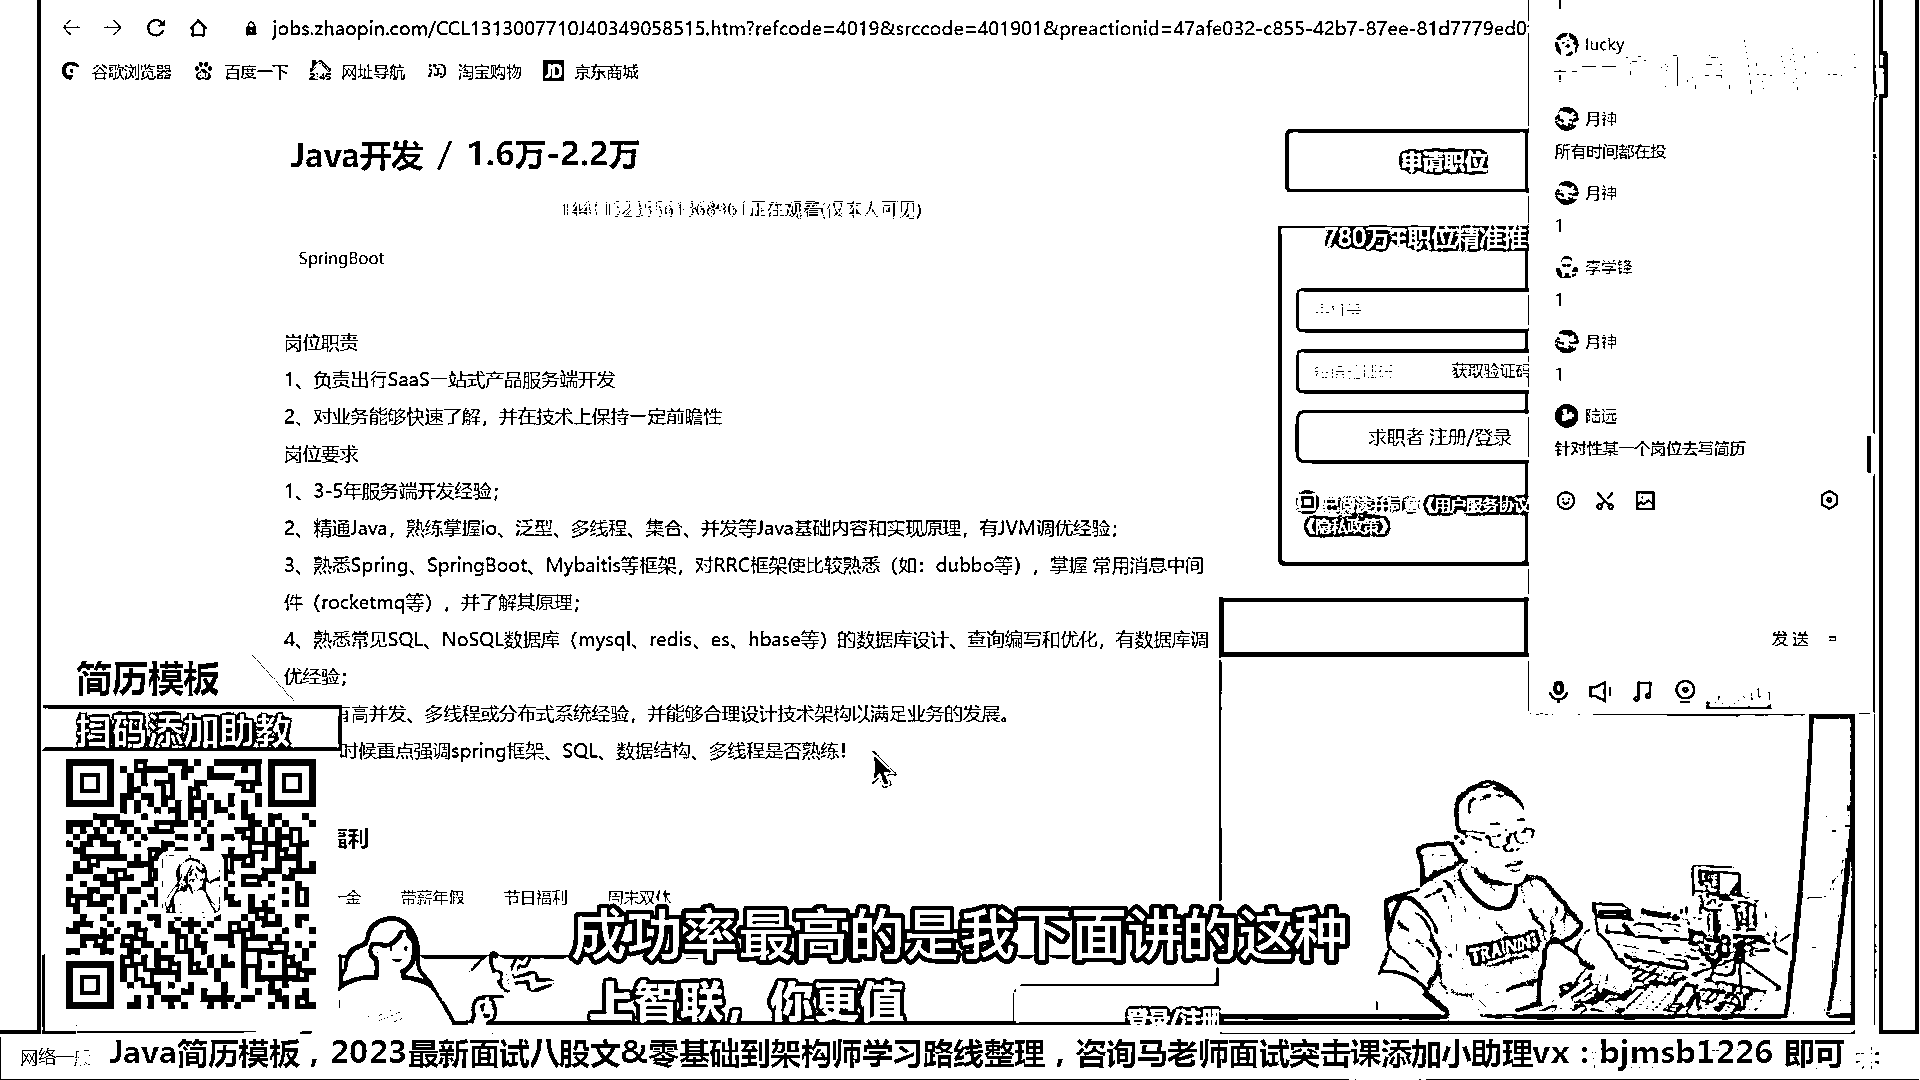 jobs.zhaopin.com/CCL1313007710J40349058515.htm?refcode=4019&srccode=401901&preactionid=47afe032-c855-42b7-87ee-81d7779ed0
谷歌浏览器 百度一下 网址导航 淘宝购物 JD 京东商城
Java开发 / 1.6万-2.2万
正在观看(仅本人可见)
SpringBoot
岗位职责
1、负责出行SaaS一站式产品服务端开发
2、对业务能够快速了解，并在技术上保持一定前瞻性
岗位要求
1、3-5年服务端开发经验；
2、精通Java，熟练掌握io、泛型、多线程、集合、并发等Java基础内容和实现原理，有JVM调优经验；
3、熟悉Spring、SpringBoot、Mybaitis等框架，对RRC框架使比较熟悉（如：dubbo等），掌握 常用消息中间
件（rocketmq等），并了解其原理；
4、熟悉常见SQL、NoSQL数据库（mysql、redis、es、hbase等）的数据库设计、查询编写和优化，有数据库调
优经验；
有高并发、多线程或分布式系统经验，并能够合理设计技术架构以满足业务的发展。
时候重点强调spring框架、SQL、数据结构、多线程是否熟练！
福利
一金 带薪年假 节日福利 周末双休
申请职位
780万+职位精准推
获取验证码
求职者 注册/登录
《用户服务协议
《隐私政策》
lucky
月神
所有时间都在投
月神
1
李学锋
1
月神
1
陆远
针对性某一个岗位去写简历
发送
简历模板
扫码添加助教
TRAINING
成功率最高的是我下面讲的这种
上智联，你更值
登录/注册
网络一
Java简历模板，2023最新面试八股文&零基础到架构师学习路线整理，咨询马老师面试突击课添加小助理vx：bjmsb1226 即可